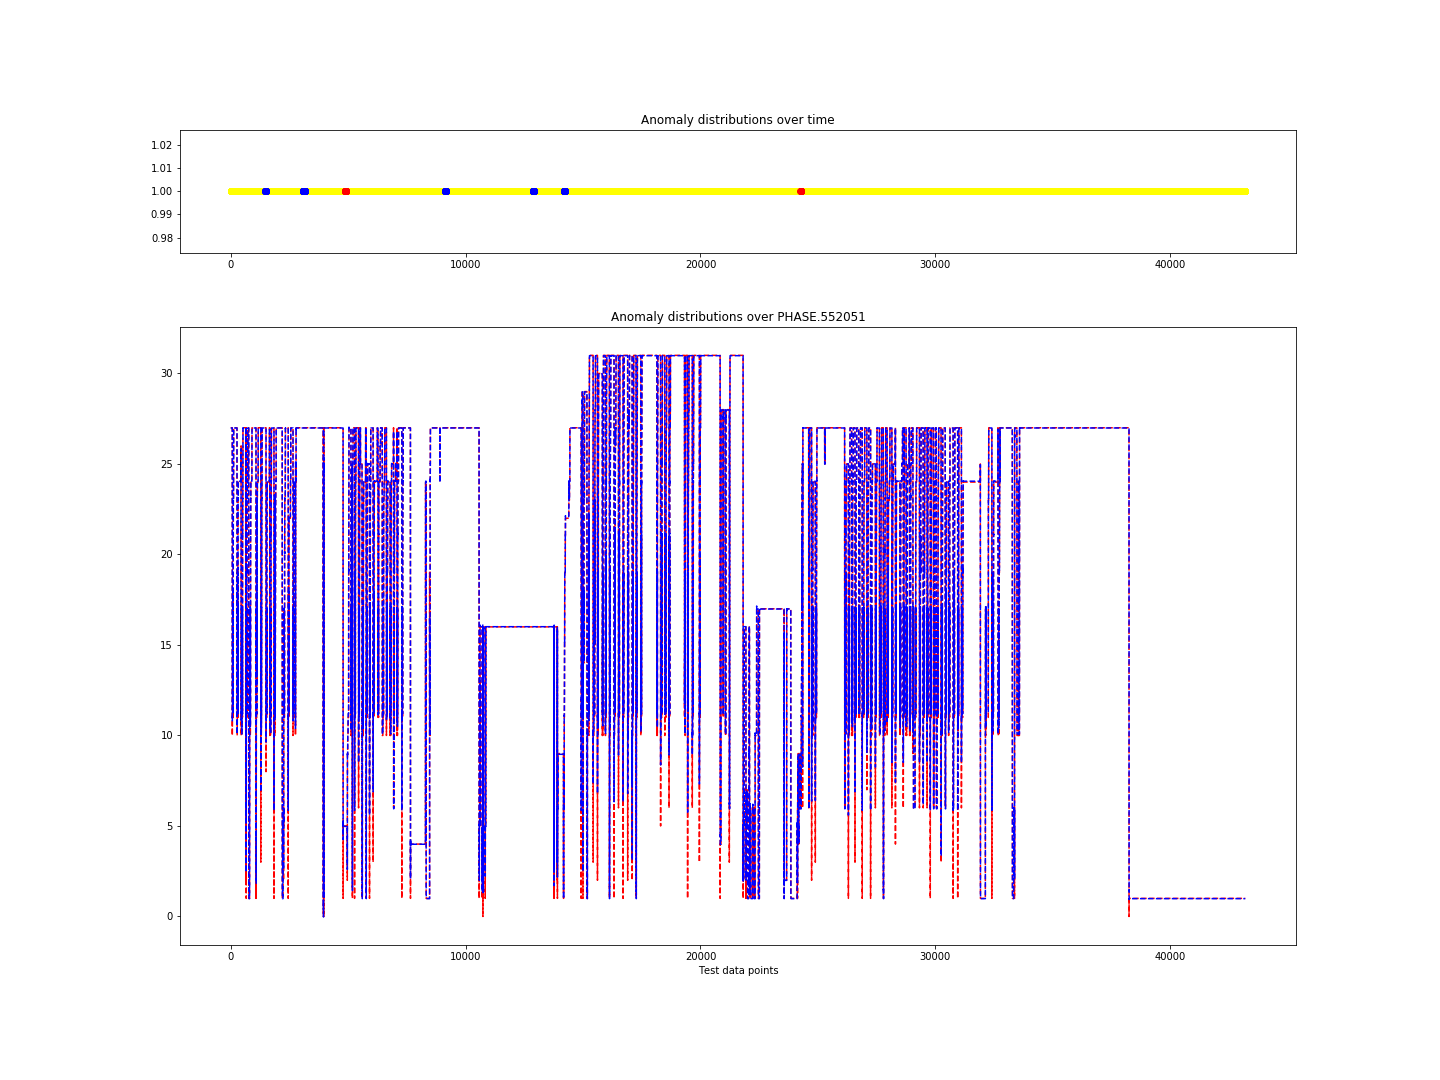 Anomaly distributions over time
1.02
1.01
1.00
0.99
0.98
0 10000 20000 30000 40000
Anomaly distributions over PHASE.552051
30
25
20
15
10
5
0
0 10000 20000 30000 40000
Test data points